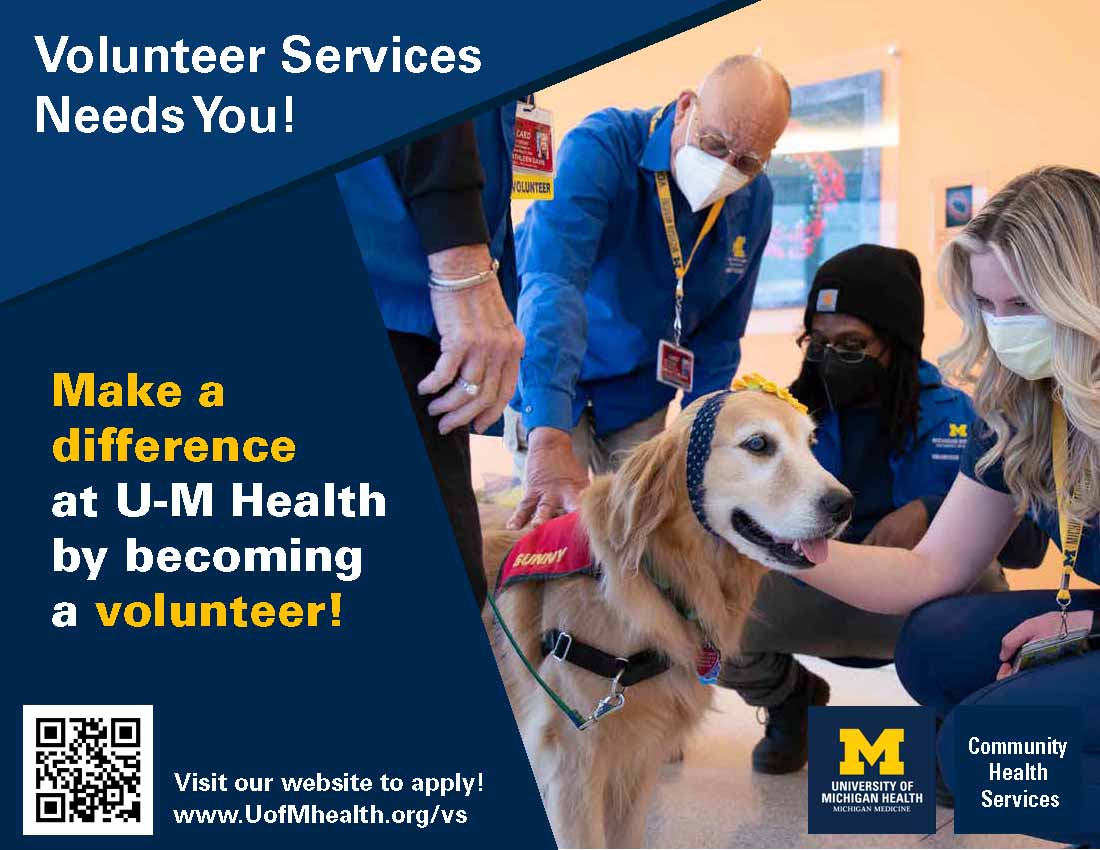 Volunteer Services
Needs You!
VOLUNTEER
Make a
difference
at U-M Health
by becoming
a volunteer!
SUNNY
Visit our website to apply!
www.UofMhealth.org/vs
M
UNIVERSITY OF
MICHIGAN HEALTH
MICHIGAN MEDICINE
Community
Health
Services